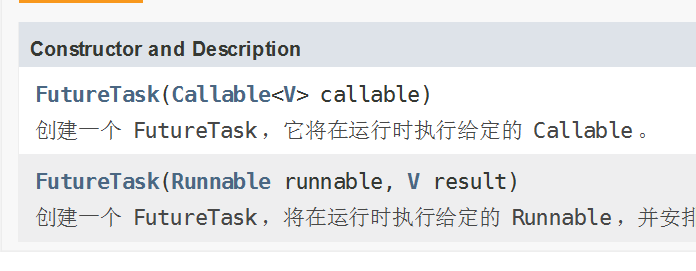 Constructor and Description
FutureTask(Callable<V> callable)
创建一个 FutureTask，它将在运行时执行给定的 Callable。
FutureTask(Runnable runnable, V result)
创建一个 FutureTask，将在运行时执行给定的 Runnable，并安排